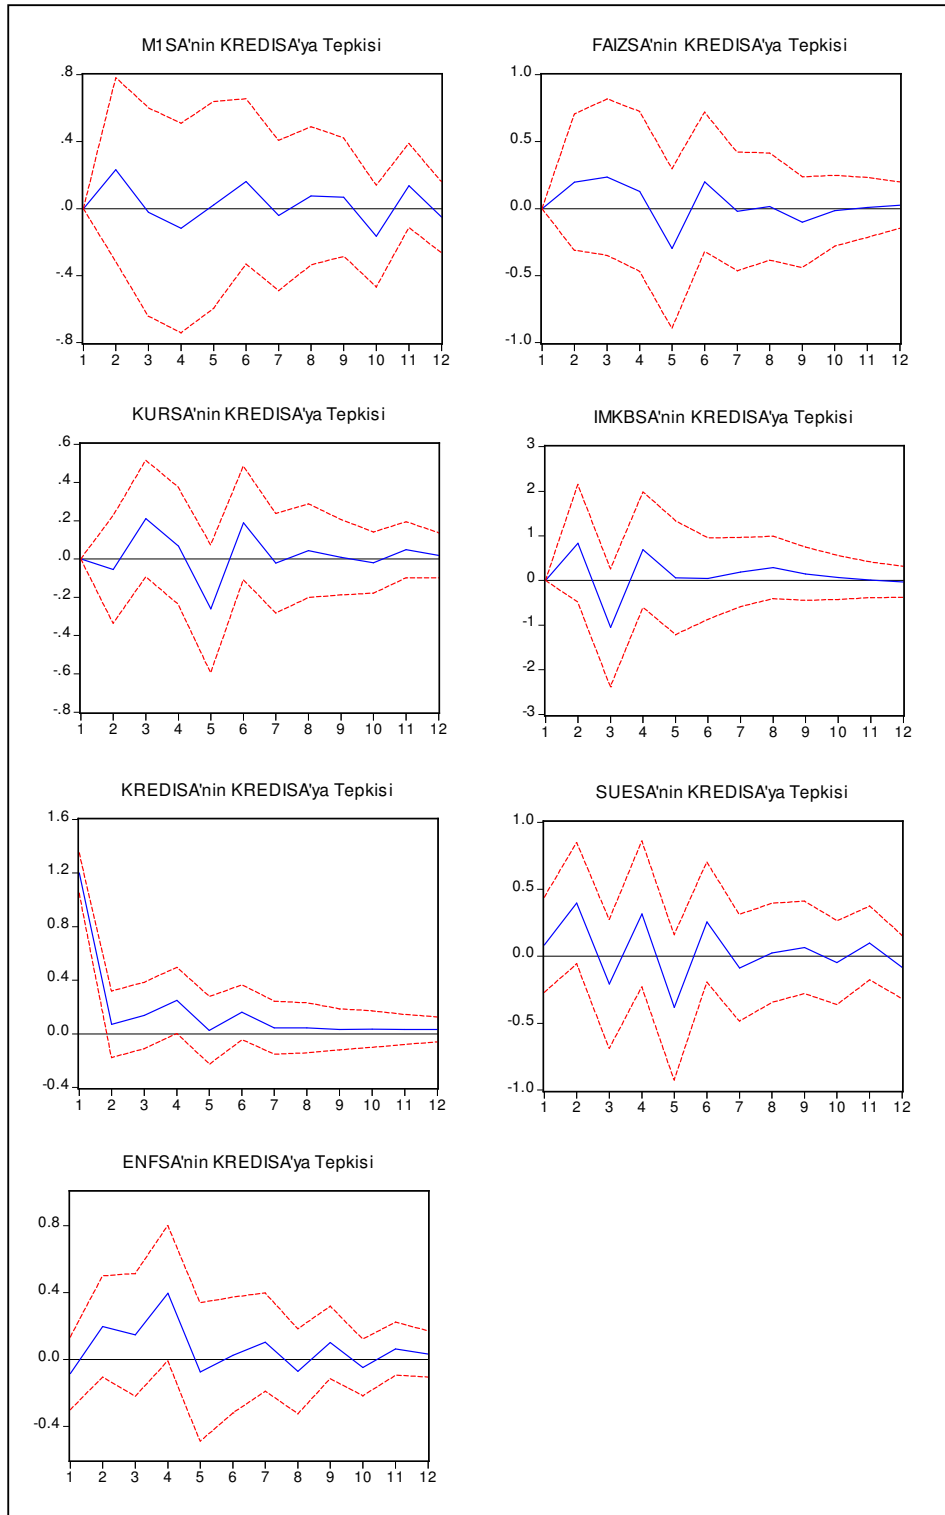 M1SA'nin KREDISA'ya Tepkisi
.8
.4
.0
-.4
-.8
1 2 3 4 5 6 7 8 9 10 11 12
FAIZSA'nin KREDISA'ya Tepkisi
1.0
0.5
0.0
-0.5
-1.0
1 2 3 4 5 6 7 8 9 10 11 12
KURSA'nin KREDISA'ya Tepkisi
.6
.4
.2
.0
-.2
-.4
-.6
-.8
1 2 3 4 5 6 7 8 9 10 11 12
IMKBSA'nin KREDISA'ya Tepkisi
3
2
1
0
-1
-2
-3
1 2 3 4 5 6 7 8 9 10 11 12
KREDISA'nin KREDISA'ya Tepkisi
1.6
1.2
0.8
0.4
0.0
-0.4
1 2 3 4 5 6 7 8 9 10 11 12
SUESA'nin KREDISA'ya Tepkisi
1.0
0.5
0.0
-0.5
-1.0
1 2 3 4 5 6 7 8 9 10 11 12
ENFSA'nin KREDISA'ya Tepkisi
0.8
0.4
0.0
-0.4
1 2 3 4 5 6 7 8 9 10 11 12